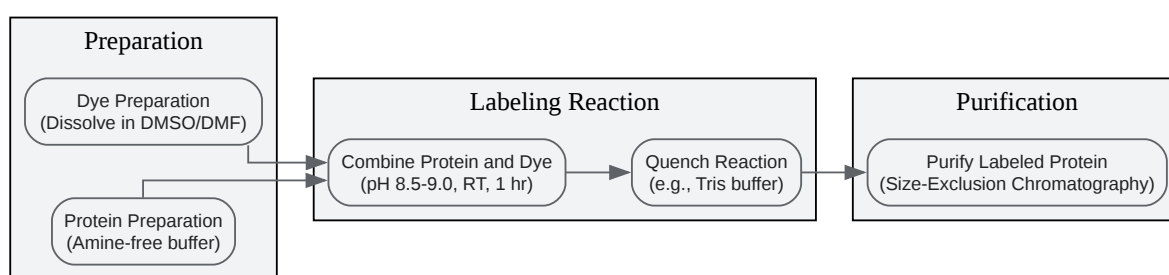 Preparation
Dye Preparation
(Dissolve in DMSO/DMF)
Protein Preparation
(Amine-free buffer)
Labeling Reaction
Combine Protein and Dye
(pH 8.5-9.0, RT, 1 hr)
Quench Reaction
(e.g., Tris buffer)
Purification
Purify Labeled Protein
(Size-Exclusion Chromatography)